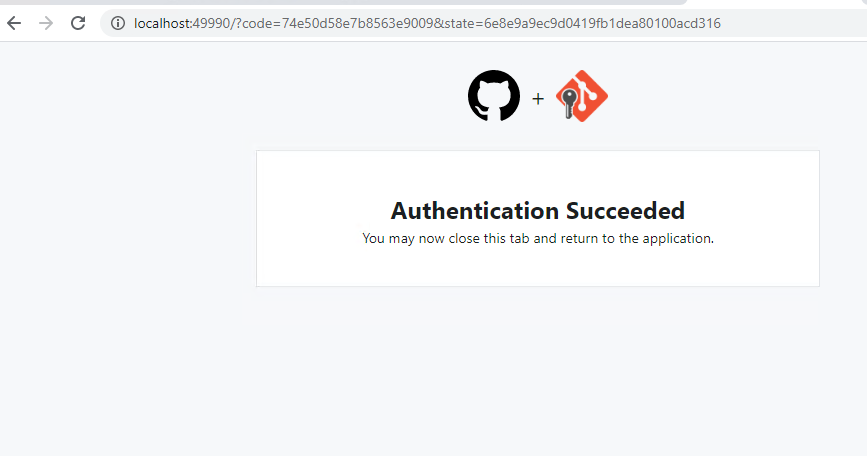 localhost:49990/?code=74e50d58e7b8563e9009&state=6e8e9a9ec9d0419fb1dea80100acd316
+
Authentication Succeeded
You may now close this tab and return to the application.